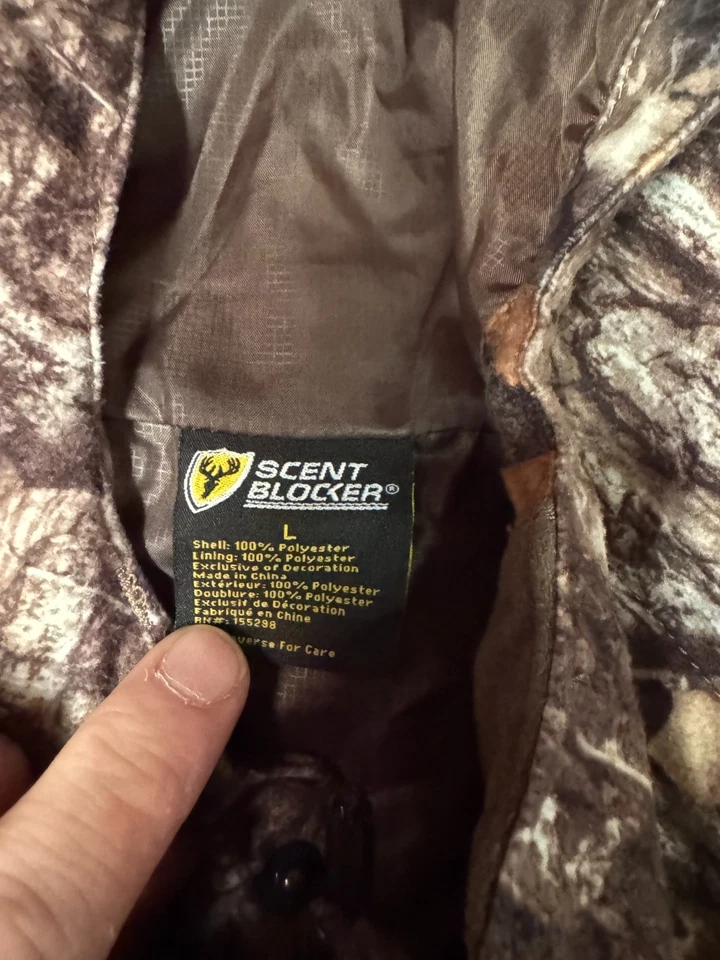 SCENT
BLOCKER®
L
Shell: 100% Polyester
Lining: 100% Polyester
Exclusive of Decoration
Made in China
Extérieur: 100% Polyester
Doublure: 100% Polyester
Exclusif de Décoration
Fabriqué en Chine
RN#: 155298
For Care